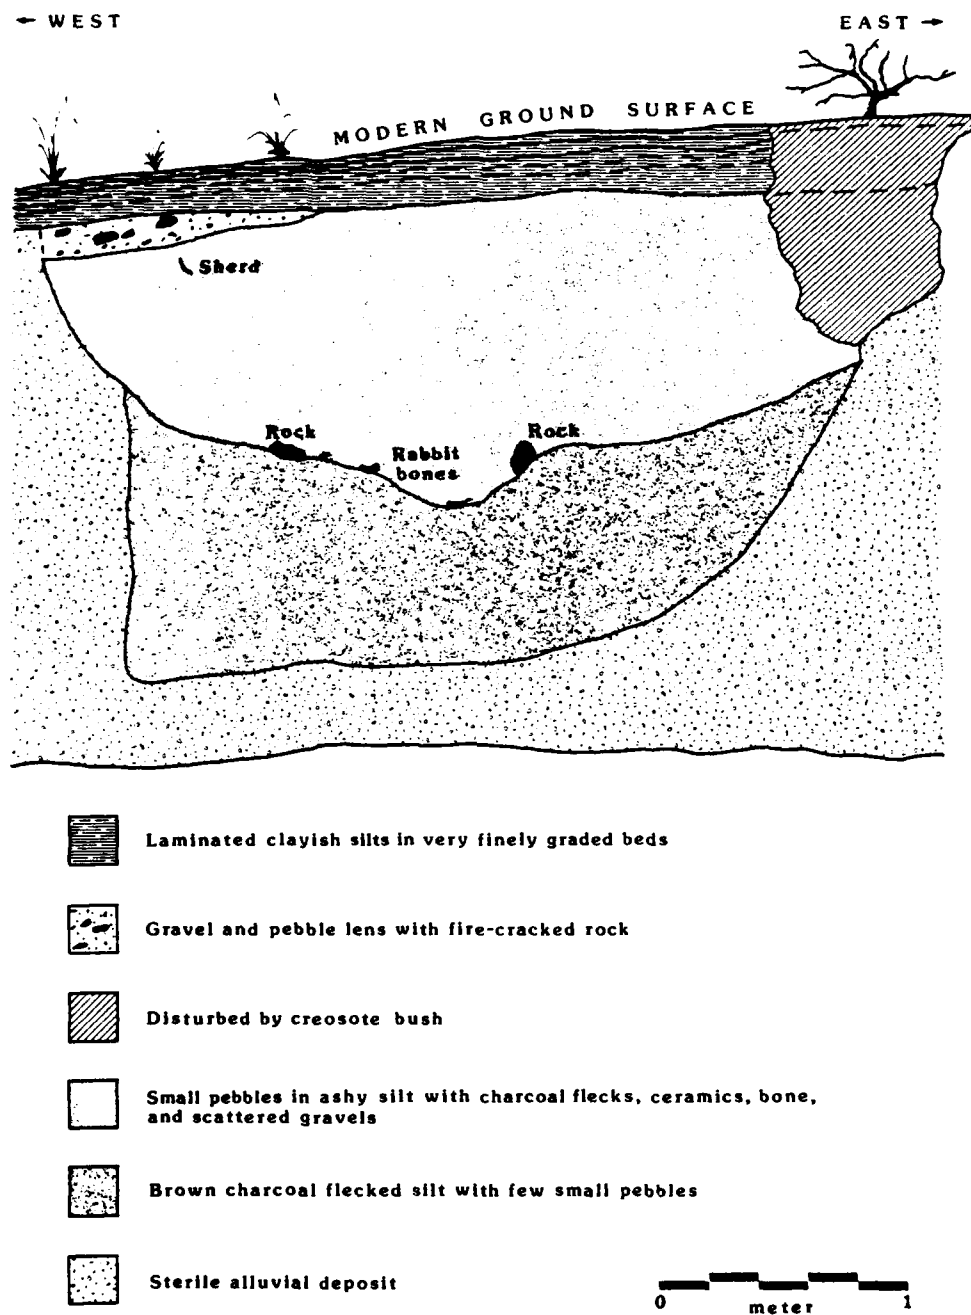 ← WEST
EAST →
MODERN GROUND SURFACE
Sherd
Rock
Rock
Rabbit
bones
Laminated clayish silts in very finely graded beds
Gravel and pebble lens with fire-cracked rock
Disturbed by creosote bush
Small pebbles in ashy silt with charcoal flecks, ceramics, bone,
and scattered gravels
Brown charcoal flecked silt with few small pebbles
Sterile alluvial deposit
0 1
meter